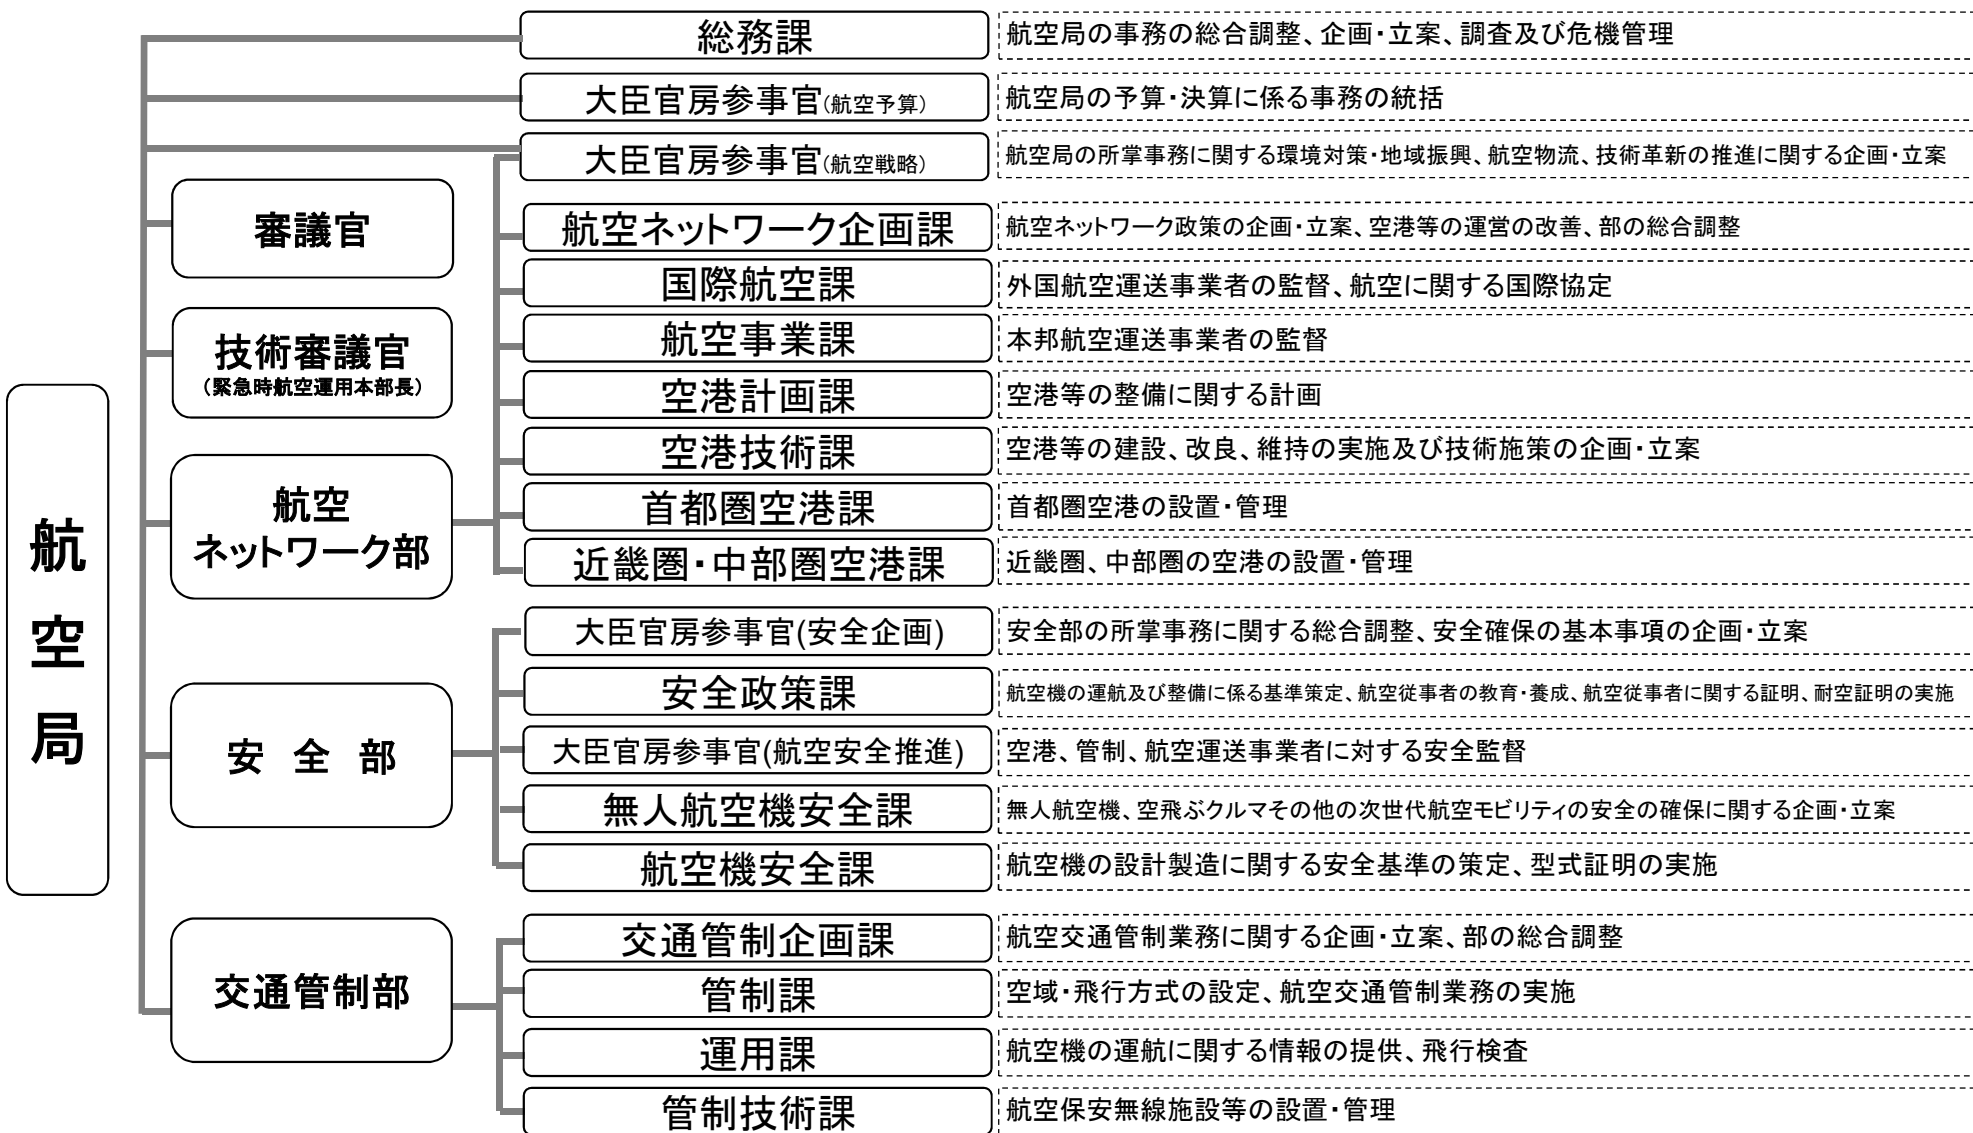 航空局
審議官
技術審議官
(緊急時航空運用本部長)
航空
ネットワーク部
安 全 部
交通管制部
総務課
航空局の事務の総合調整、企画・立案、調査及び危機管理
大臣官房参事官(航空予算)
航空局の予算・決算に係る事務の統括
大臣官房参事官(航空戦略)
航空局の所掌事務に関する環境対策・地域振興、航空物流、技術革新の推進に関する企画・立案
航空ネットワーク企画課
航空ネットワーク政策の企画・立案、空港等の運営の改善、部の総合調整
国際航空課
外国航空運送事業者の監督、航空に関する国際協定
航空事業課
本邦航空運送事業者の監督
空港計画課
空港等の整備に関する計画
空港技術課
空港等の建設、改良、維持の実施及び技術施策の企画・立案
首都圏空港課
首都圏空港の設置・管理
近畿圏・中部圏空港課
近畿圏、中部圏の空港の設置・管理
大臣官房参事官(安全企画)
安全部の所掌事務に関する総合調整、安全確保の基本事項の企画・立案
安全政策課
航空機の運航及び整備に係る基準策定、航空従事者の教育・養成、航空従事者に関する証明、耐空証明の実施
大臣官房参事官(航空安全推進)
空港、管制、航空運送事業者に対する安全監督
無人航空機安全課
無人航空機、空飛ぶクルマその他の次世代航空モビリティの安全の確保に関する企画・立案
航空機安全課
航空機の設計製造に関する安全基準の策定、型式証明の実施
交通管制企画課
航空交通管制業務に関する企画・立案、部の総合調整
管制課
空域・飛行方式の設定、航空交通管制業務の実施
運用課
航空機の運航に関する情報の提供、飛行検査
管制技術課
航空保安無線施設等の設置・管理